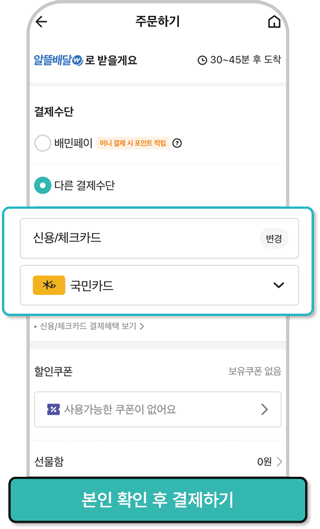 주문하기
알뜰배달 로 받을게요
30~45분 후 도착
결제수단
배민페이 머니 결제 시 포인트 적립 ?
다른 결제수단
신용/체크카드 변경
국민카드
• 신용/체크카드 결제혜택 보기 >
할인쿠폰 보유쿠폰 없음
사용가능한 쿠폰이 없어요 >
선물함 0원 >
본인 확인 후 결제하기